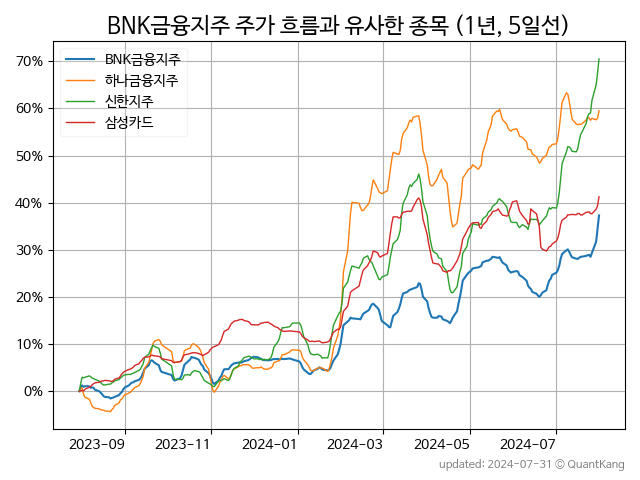 BNK금융지주 주가 흐름과 유사한 종목 (1년, 5일선)
BNK금융지주
하나금융지주
신한지주
삼성카드
70%
60%
50%
40%
30%
20%
10%
0%
2023-09
2023-11
2024-01
2024-03
2024-05
2024-07
updated: 2024-07-31 © QuantKang